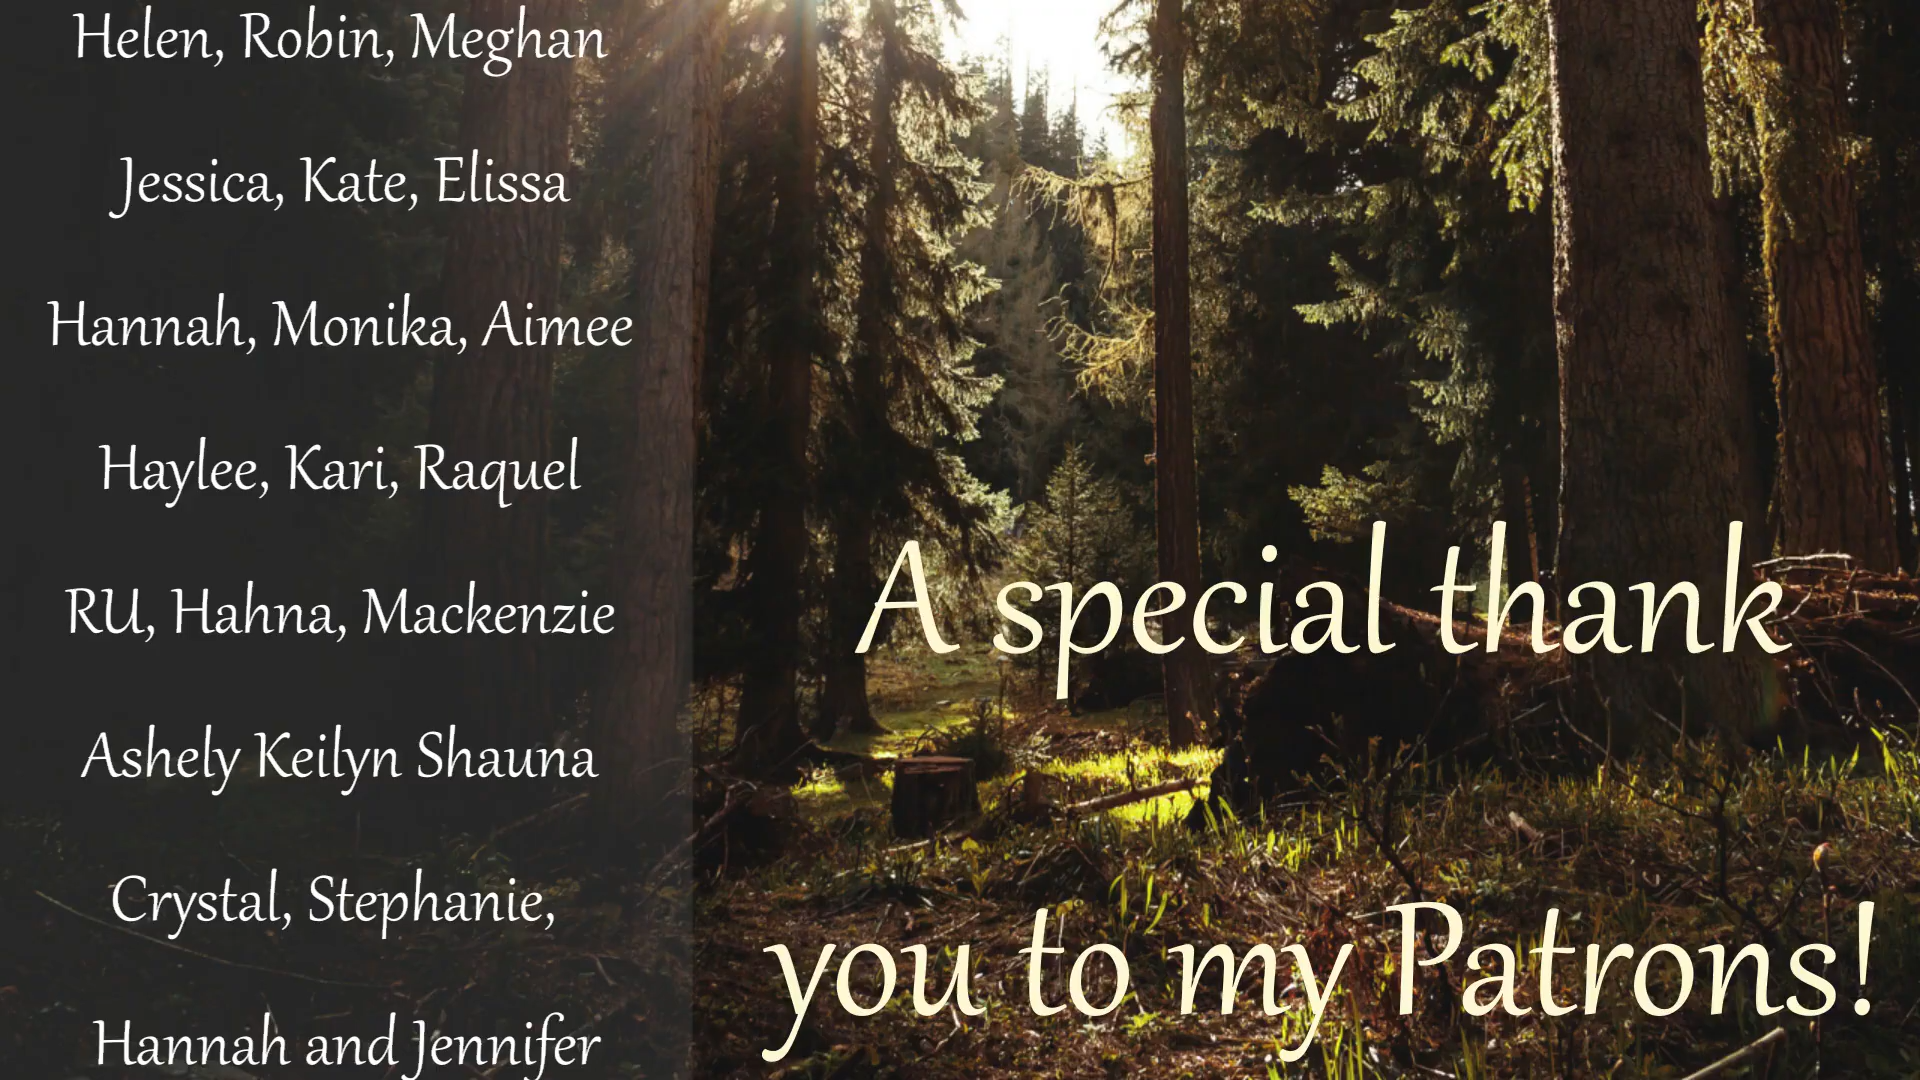 Helen, Robin, Meghan
Jessica, Kate, Elissa
Hannah, Monika, Aimee
Haylee, Kari, Raquel
RU, Hahna, Mackenzie
Ashely Keilyn Shauna
Crystal, Stephanie,
Hannah and Jennifer
A special thank
you to my Patrons!